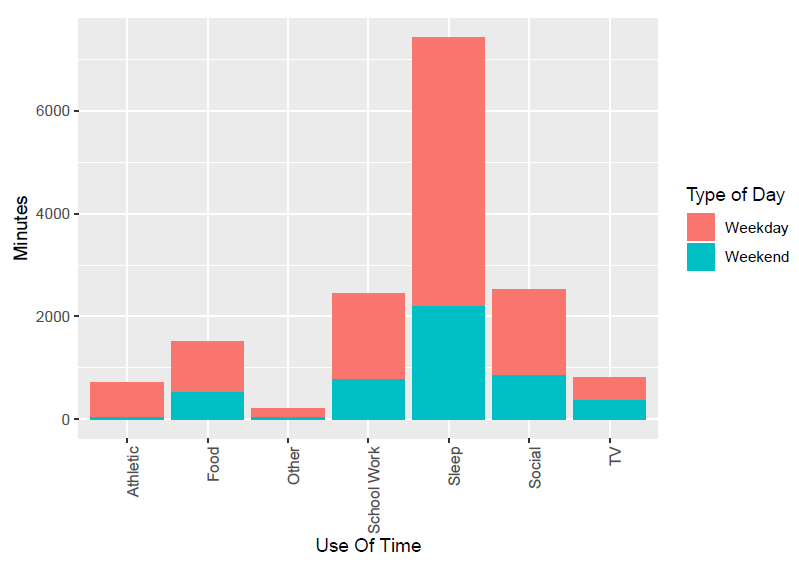 6000
4000
2000
0
Minutes
Athletic
Food
Other
School Work
Sleep
Social
TV
Use Of Time
Type of Day
Weekday
Weekend